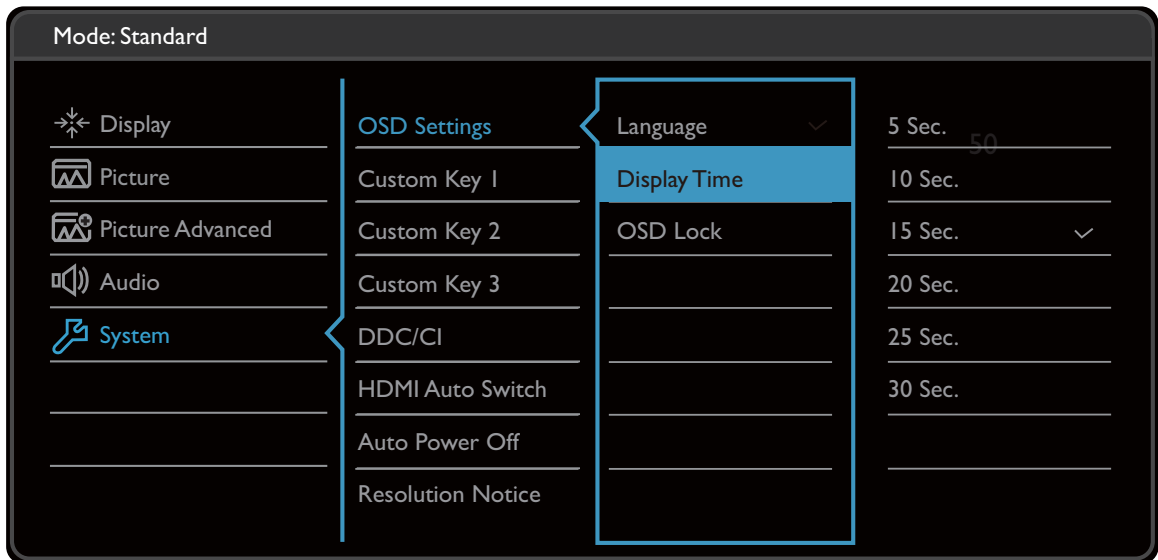 Mode: Standard
Display
Picture
Picture Advanced
Audio
System
OSD Settings
Custom Key 1
Custom Key 2
Custom Key 3
DDC/CI
HDMI Auto Switch
Auto Power Off
Resolution Notice
Language
Display Time
OSD Lock
5 Sec.
50
10 Sec.
15 Sec.
20 Sec.
25 Sec.
30 Sec.